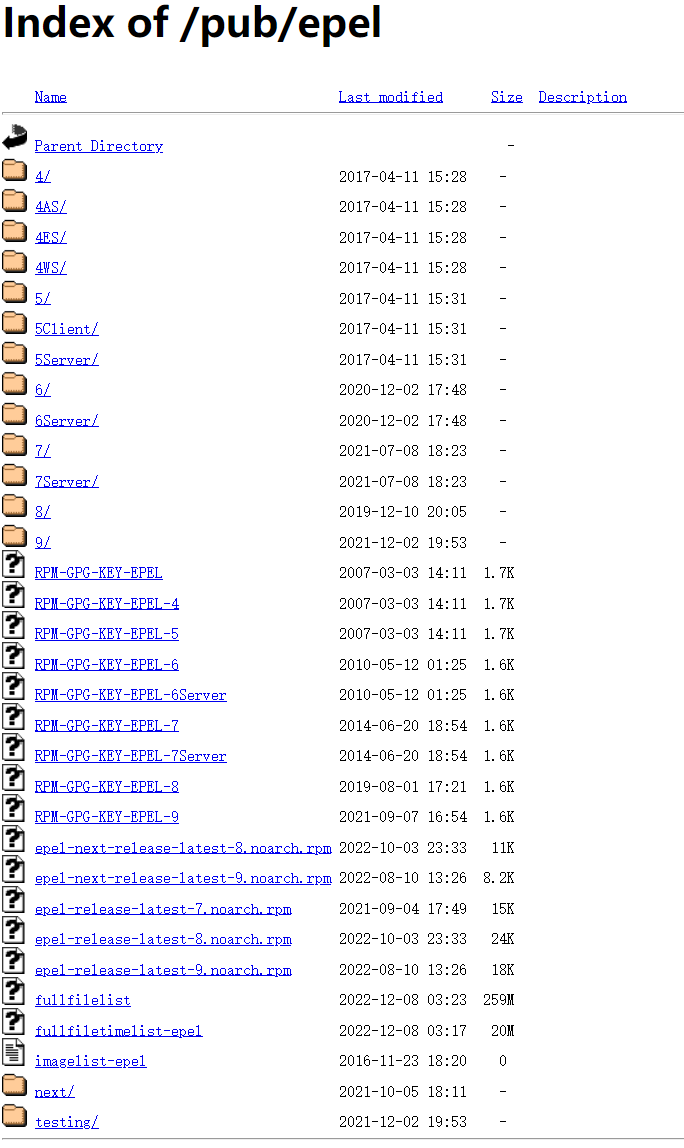 Index of /pub/epel
Name Last modified Size Description
Parent Directory -
4/ 2017-04-11 15:28 -
4AS/ 2017-04-11 15:28 -
4ES/ 2017-04-11 15:28 -
4WS/ 2017-04-11 15:28 -
5/ 2017-04-11 15:31 -
5Client/ 2017-04-11 15:31 -
5Server/ 2017-04-11 15:31 -
6/ 2020-12-02 17:48 -
6Server/ 2020-12-02 17:48 -
7/ 2021-07-08 18:23 -
7Server/ 2021-07-08 18:23 -
8/ 2019-12-10 20:05 -
9/ 2021-12-02 19:53 -
RPM-GPG-KEY-EPEL 2007-03-03 14:11 1.7K
RPM-GPG-KEY-EPEL-4 2007-03-03 14:11 1.7K
RPM-GPG-KEY-EPEL-5 2007-03-03 14:11 1.7K
RPM-GPG-KEY-EPEL-6 2010-05-12 01:25 1.6K
RPM-GPG-KEY-EPEL-6Server 2010-05-12 01:25 1.6K
RPM-GPG-KEY-EPEL-7 2014-06-20 18:54 1.6K
RPM-GPG-KEY-EPEL-7Server 2014-06-20 18:54 1.6K
RPM-GPG-KEY-EPEL-8 2019-08-01 17:21 1.6K
RPM-GPG-KEY-EPEL-9 2021-09-07 16:54 1.6K
epel-next-release-latest-8.noarch.rpm 2022-10-03 23:33 11K
epel-next-release-latest-9.noarch.rpm 2022-08-10 13:26 8.2K
epel-release-latest-7.noarch.rpm 2021-09-04 17:49 15K
epel-release-latest-8.noarch.rpm 2022-10-03 23:33 24K
epel-release-latest-9.noarch.rpm 2022-08-10 13:26 18K
fullfilelist 2022-12-08 03:23 259M
fullfiletimelist-epel 2022-12-08 03:17 20M
imagelist-epel 2016-11-23 18:20 0
next/ 2021-10-05 18:11 -
testing/ 2021-12-02 19:53 -